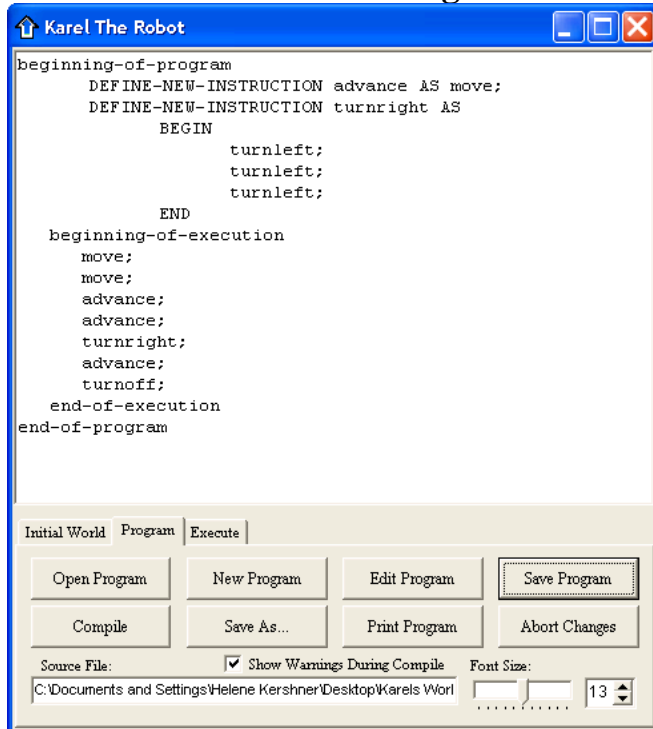 Karel The Robot
beginning-of-program
DEFINE-NEW-INSTRUCTION advance AS move;
DEFINE-NEW-INSTRUCTION turnright AS
BEGIN
turnleft;
turnleft;
turnleft;
END
beginning-of-execution
move;
move;
advance;
advance;
turnright;
advance;
turnoff;
end-of-execution
end-of-program
Initial World Program Execute
Open Program New Program Edit Program Save Program
Compile Save As... Print Program Abort Changes
Source File: Show Warnings During Compile Font Size:
C:\Documents and Settings\Helene Kershner\Desktop\Karels Worl 13